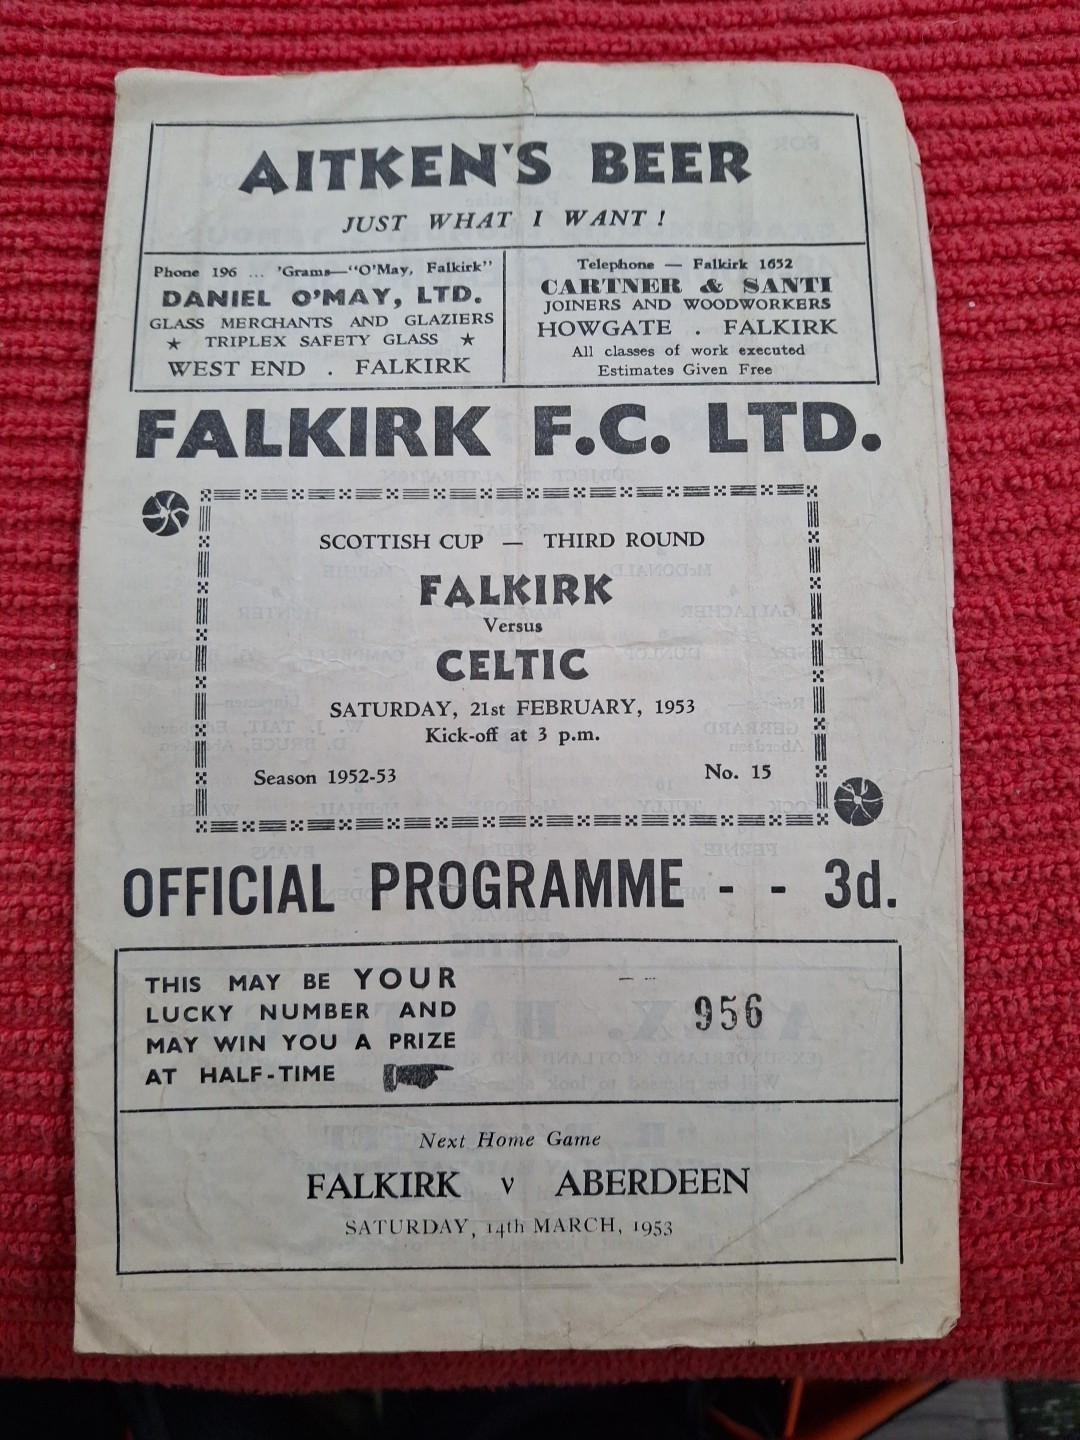 AITKEN'S BEER
JUST WHAT I WANT!
Phone 196 ... 'Grams—"O'May, Falkirk"
DANIEL O'MAY, LTD.
GLASS MERCHANTS AND GLAZIERS
★ TRIPLEX SAFETY GLASS ★
WEST END . FALKIRK
Telephone — Falkirk 1652
CARTNER & SANTI
JOINERS AND WOODWORKERS
HOWGATE . FALKIRK
All classes of work executed
Estimates Given Free
FALKIRK F.C. LTD.
SCOTTISH CUP — THIRD ROUND
FALKIRK
Versus
CELTIC
SATURDAY, 21st FEBRUARY, 1953
Kick-off at 3 p.m.
Season 1952-53
No. 15
OFFICIAL PROGRAMME - - 3d.
THIS MAY BE YOUR
LUCKY NUMBER AND
MAY WIN YOU A PRIZE
AT HALF-TIME
956
Next Home Game
FALKIRK v ABERDEEN
SATURDAY, 14th MARCH, 1953